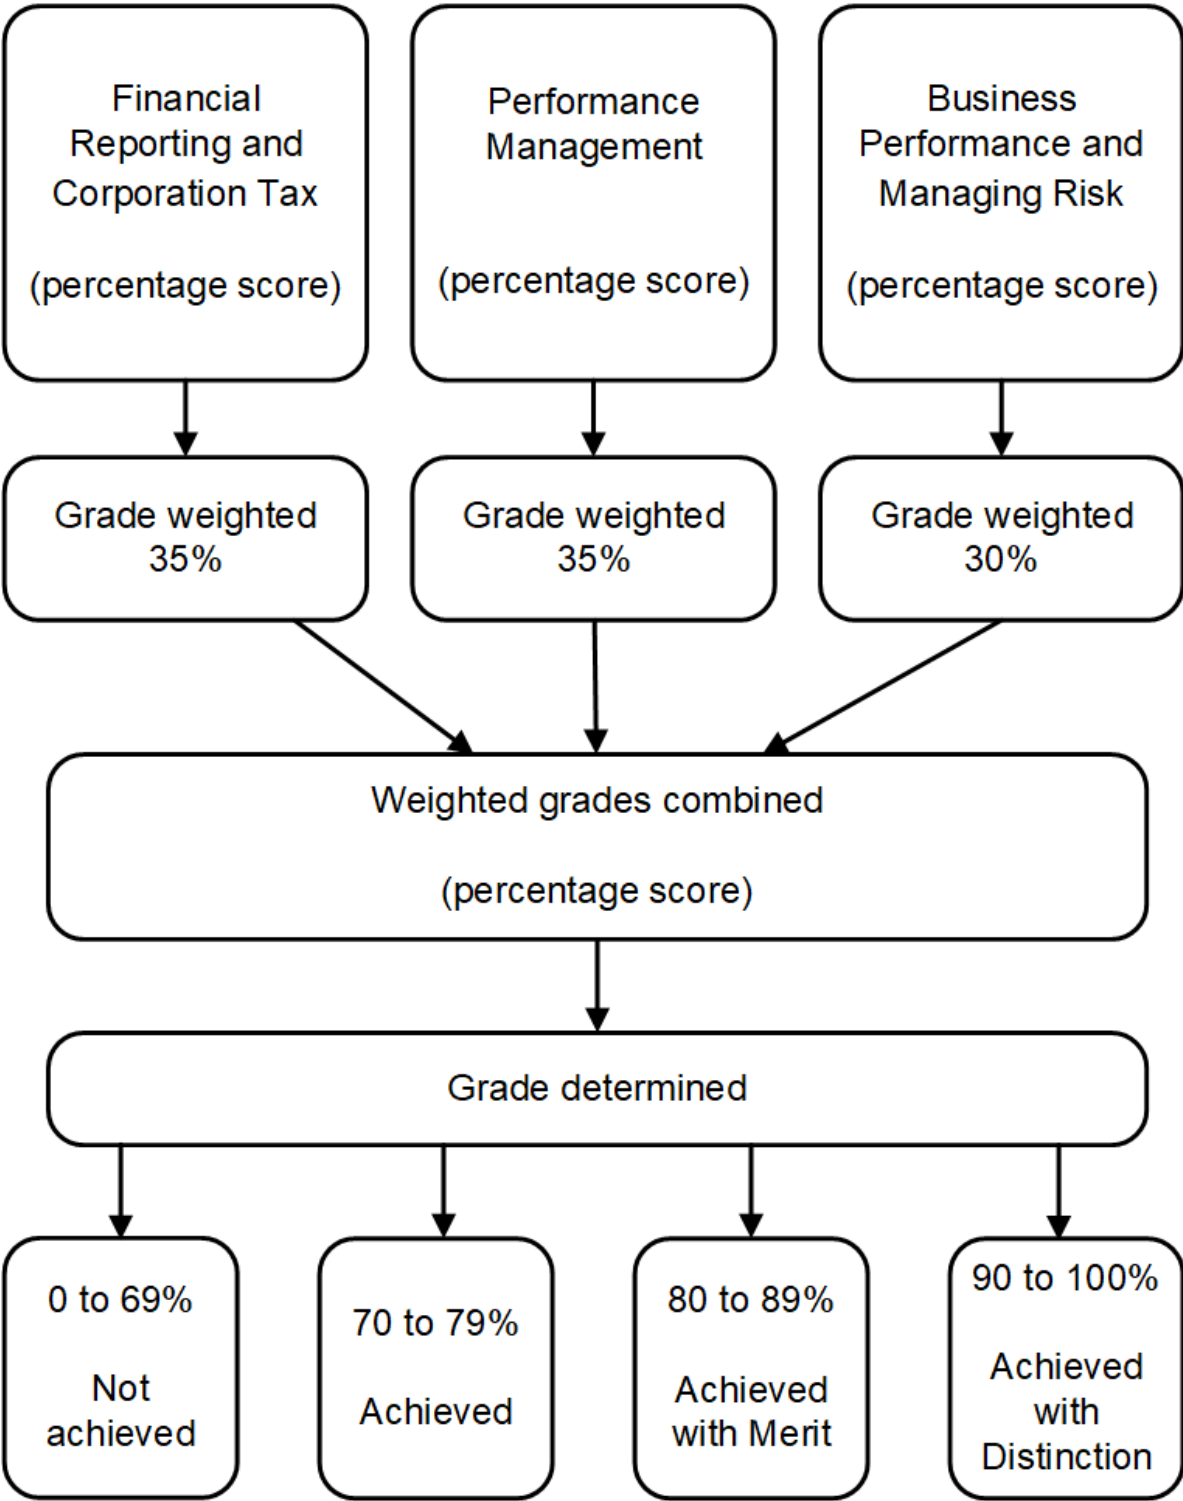 Financial
Reporting and
Corporation Tax
(percentage score)
Performance
Management
(percentage score)
Business
Performance and
Managing Risk
(percentage score)
Grade weighted
35%
Grade weighted
35%
Grade weighted
30%
Weighted grades combined
(percentage score)
Grade determined
0 to 69%
Not
achieved
70 to 79%
Achieved
80 to 89%
Achieved
with Merit
90 to 100%
Achieved
with
Distinction